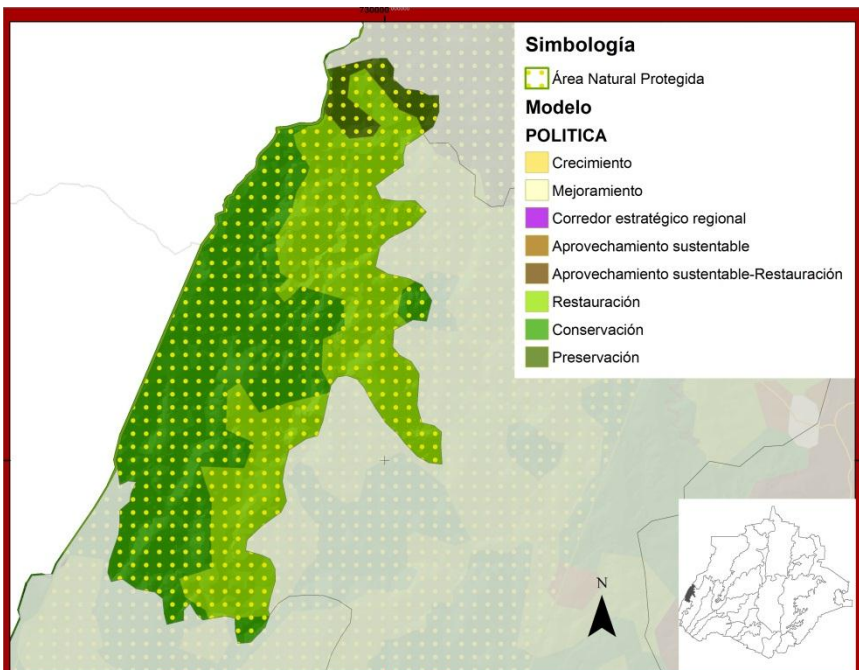 730000
Simbología
Área Natural Protegida
Modelo
POLITICA
Crecimiento
Mejoramiento
Corredor estratégico regional
Aprovechamiento sustentable
Aprovechamiento sustentable-Restauración
Restauración
Conservación
Preservación
N